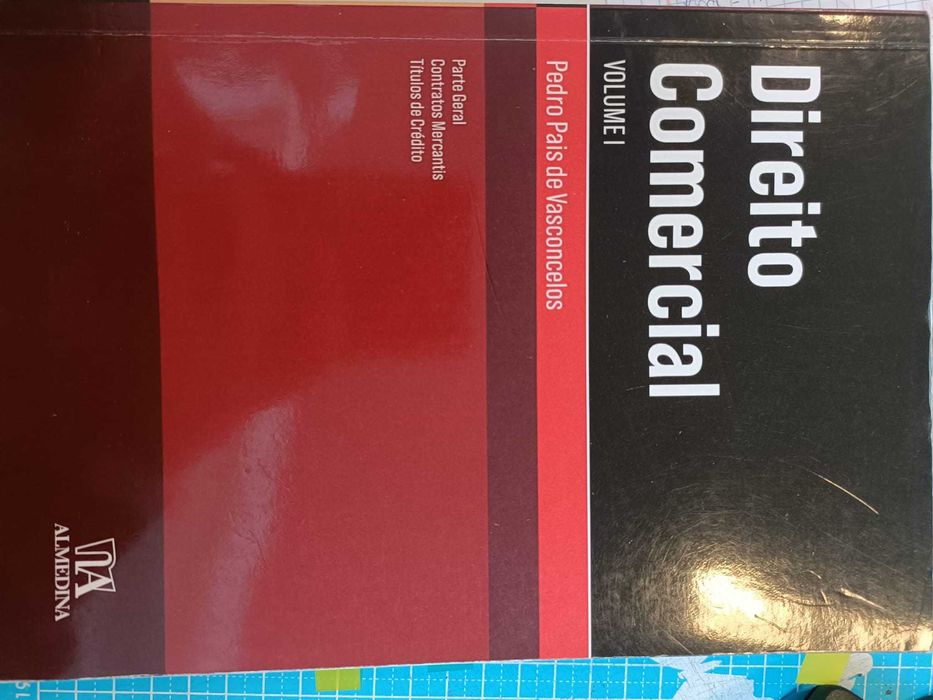 Direito
Comercial
VOLUME I
Pedro Pais de Vasconcelos
Parte Geral
Contratos Mercantis
Títulos de Crédito
ALMEDINA